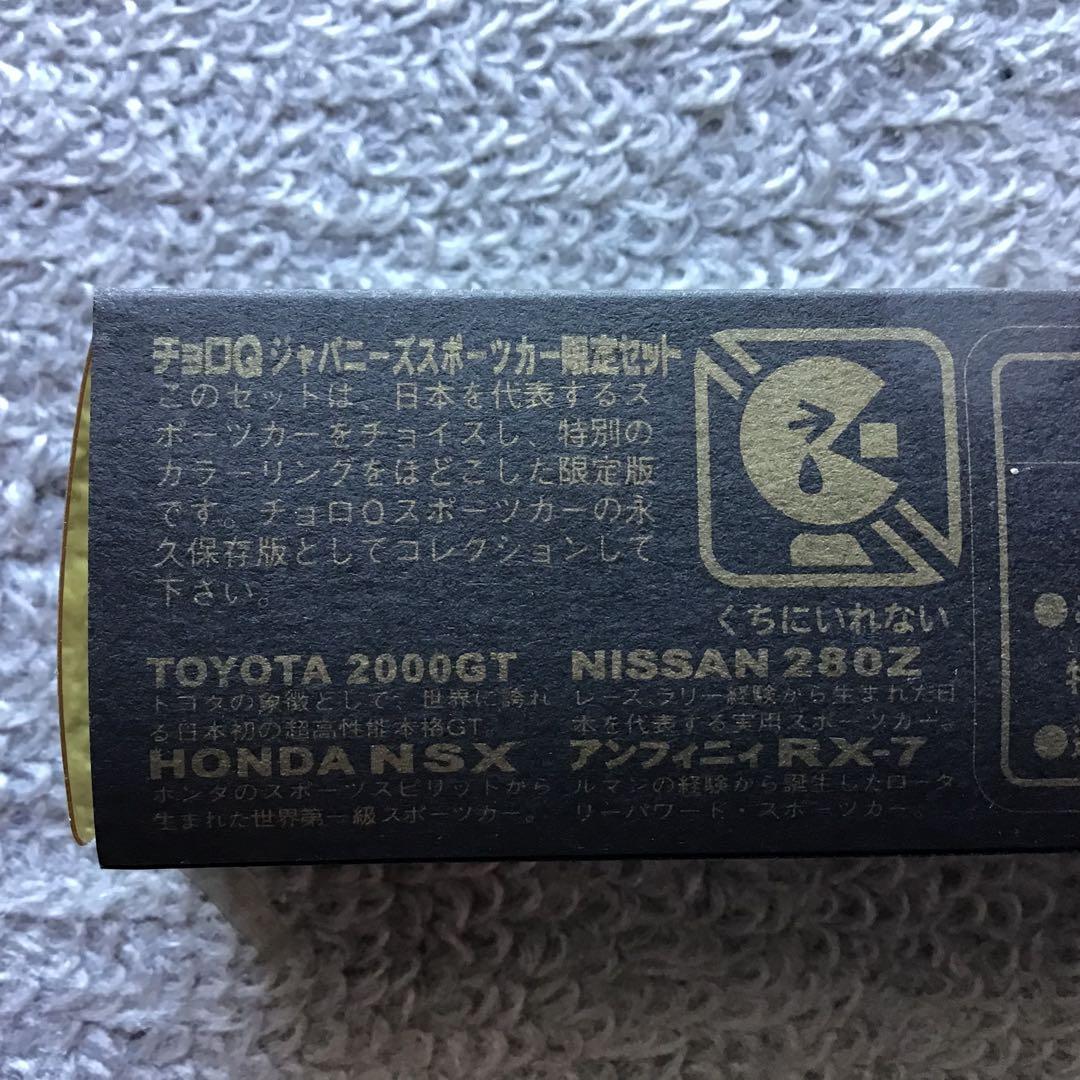 チョロQ ジャパニーズスポーツカー限定セット
このセットは、日本を代表するス
ポーツカーをチョイスし、特別の
カラーリングをほどこした限定版
です。チョロQスポーツカーの永
久保存版としてコレクションして
下さい。
くちにいれない
TOYOTA 2000GT
トヨタの象徴として、世界に誇れ
る日本初の超高性能本格GT。
HONDA NSX
ホンダのスポーツスピリットから
生まれた世界第一級スポーツカー。
NISSAN 280Z
レース、ラリー経験から生まれた日
本を代表する実用スポーツカー。
アンフィニィ RX-7
ルマンの経験から誕生したロータ
リーパワード・スポーツカー。